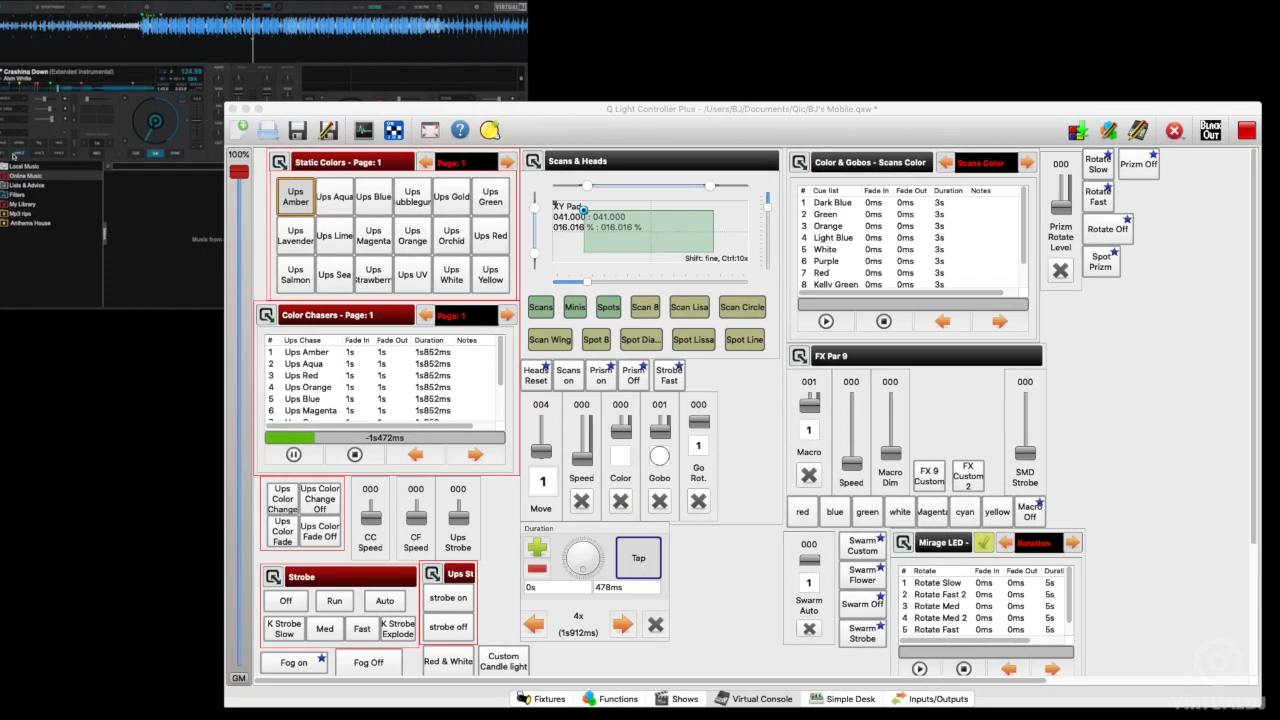 VIRTUALDJ
Crashing Down (Extended Instrumental)
Alvin White
124.99
Local Music
Online Music
Lists & Advice
Filters
My Library
Mp3 rips
Anthems House
Music from
Q Light Controller Plus - /Users/BJ/Documents/Qlc/BJ's Mobile.qxw *
BLACK
OUT
100%
GM
Static Colors - Page: 1
Page: 1
Ups Amber
Ups Aqua
Ups Blue
Ups Bubblegum
Ups Gold
Ups Green
Ups Lavender
Ups Lime
Ups Magenta
Ups Orange
Ups Orchid
Ups Red
Ups Salmon
Ups Sea
Ups Strawberr
Ups UV
Ups White
Ups Yellow
Color Chasers - Page: 1
Page: 1
# Ups Chase Fade In Fade Out Duration Notes
1 Ups Amber 1s 1s 1s852ms
2 Ups Aqua 1s 1s 1s852ms
3 Ups Red 1s 1s 1s852ms
4 Ups Orange 1s 1s 1s852ms
5 Ups Blue 1s 1s 1s852ms
6 Ups Magenta 1s 1s 1s852ms
-1s472ms
Ups Color Change
Ups Color Change Off
Ups Color Fade
Ups Color Fade Off
000
CC Speed
000
CF Speed
000
Ups Strobe
Strobe
Off
Run
Auto
K Strobe Slow
Med
Fast
K Strobe Explode
Ups St
strobe on
strobe off
Fog on
Fog Off
Red & White
Custom Candle light
Scans & Heads
XY Pad
041.000 : 041.000
016.016 % : 016.016 %
Shift: fine, Ctrl:10x
Scans
Minis
Spots
Scan 8
Scan Lisa
Scan Circle
Scan Wing
Spot 8
Spot Dia...
Spot Lissa
Spot Line
Heads Reset
Scans on
Prism on
Prism Off
Strobe Fast
004
1
Move
000
Speed
000
Color
001
Gobo
000
1
Go Rot.
Duration
Tap
0s
478ms
4x
(1s912ms)
Color & Gobos - Scans Color
Scans Color
# Cue list Fade In Fade Out Duration Notes
1 Dark Blue 0ms 0ms 3s
2 Green 0ms 0ms 3s
3 Orange 0ms 0ms 3s
4 Light Blue 0ms 0ms 3s
5 White 0ms 0ms 3s
6 Purple 0ms 0ms 3s
7 Red 0ms 0ms 3s
8 Kelly Green 0ms 0ms 3s
000
Prizm Rotate Level
Rotate Slow
Prizm Off
Rotate Fast
Rotate Off
Spot Prizm
FX Par 9
001
1
Macro
000
Speed
000
Macro Dim
FX 9 Custom
FX Custom 2
000
SMD Strobe
red
blue
green
white
Magenta
cyan
yellow
Macro Off
000
1
Swarm Auto
Swarm Custom
Swarm Flower
Swarm Off
Swarm Strobe
Mirage LED -
Rotation
# Rotate Fade In Fade Out Durati
1 Rotate Slow 0ms 0ms 5s
2 Rotate Fast 2 0ms 0ms 5s
3 Rotate Med 0ms 0ms 5s
4 Rotate Med 2 0ms 0ms 5s
5 Rotate Fast 0ms 0ms 5s
Fixtures
Functions
Shows
Virtual Console
Simple Desk
Inputs/Outputs
VIRTUALDJ